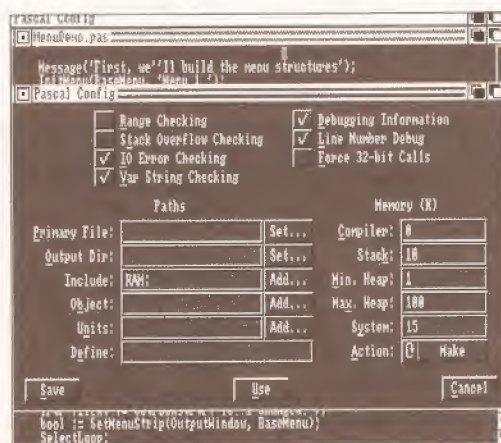 Pascal Config
MenuDemo.pas
Message('First, we''ll build the menu structures');
InitMenu(BaseMenu, 'Menu 1');
Pascal Config
Range Checking
Stack Overflow Checking
IO Error Checking
Var String Checking
Debugging Information
Line Number Debug
Force 32-bit Calls
Paths
Memory (K)
Primary File: Set...
Compiler: 0
Output Dir: Set...
Stack: 10
Include: RAM: Add...
Min. Heap: 1
Object: Add...
Max. Heap: 100
Units: Add...
System: 15
Define:
Action: Make
Save Use Cancel
bool := SetMenuStrip(OutputWindow, BaseMenu);
SelectLoop;